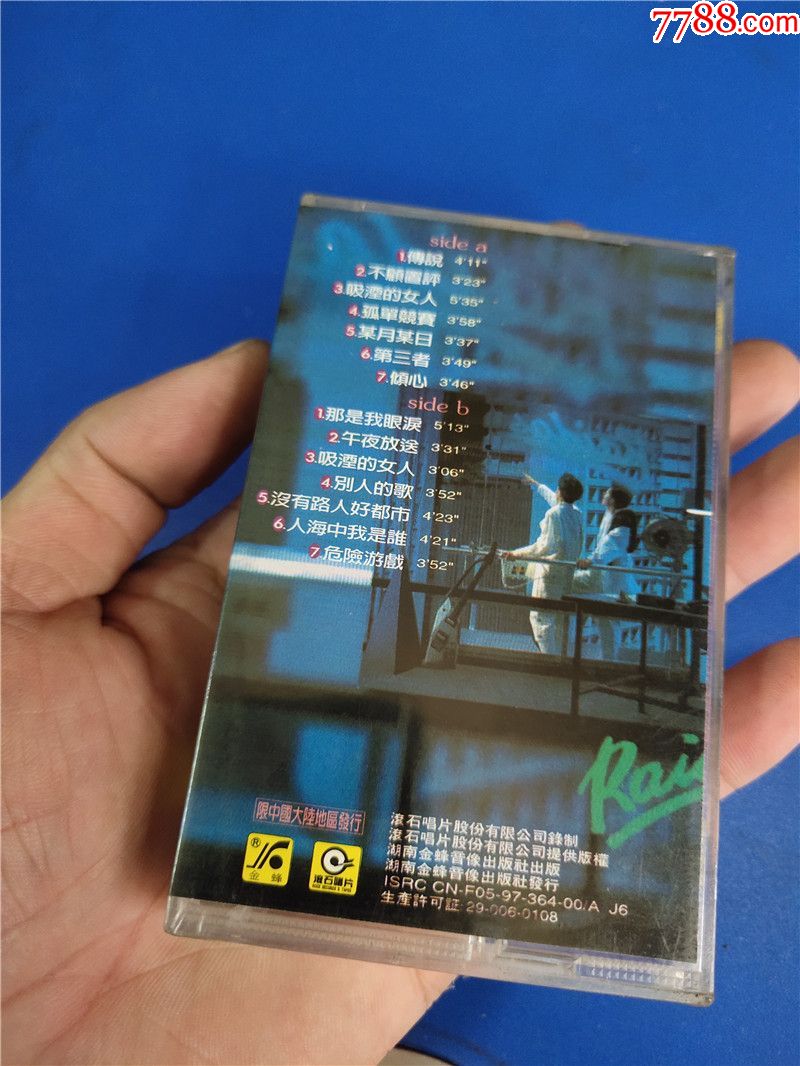 7788.com
side a
1.傳說 4'11"
2.不顧置評 3'23"
3.吸湮的女人 5'35"
4.孤單競賽 3'58"
5.某月某日 3'37"
6.第三者 3'49"
7.傾心 3'46"
side b
1.那是我眼淚 5'13"
2.午夜放送 3'31"
3.吸湮的女人 3'06"
4.別人的歌 3'52"
5.沒有路人好都市 4'23"
6.人海中我是誰 4'21"
7.危險游戲 3'52"
限中國大陸地區發行
滾石唱片股份有限公司錄制
滾石唱片股份有限公司提供版權
湖南金蜂音像出版社出版
湖南金蜂音像出版社發行
ISRC CN-F05-97-364-00/A J6
生產許可証 29-006-0108
®
金蜂
滾石唱片